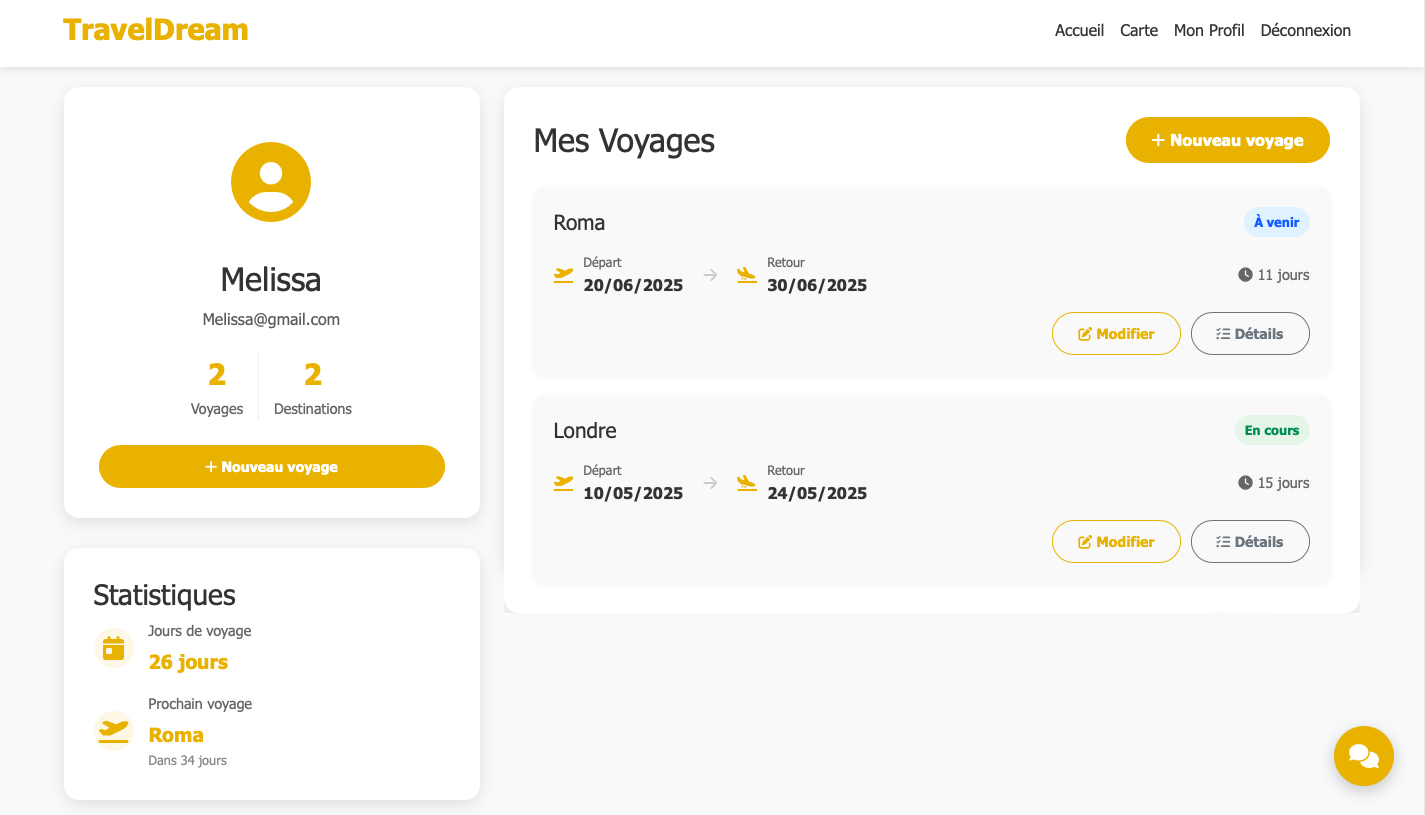 TravelDream
Accueil Carte Mon Profil Déconnexion
Melissa
Melissa@gmail.com
2 2
Voyages Destinations
+ Nouveau voyage
Statistiques
Jours de voyage
26 jours
Prochain voyage
Roma
Dans 34 jours
Mes Voyages
+ Nouveau voyage
Roma
À venir
Départ Retour
20/06/2025 → 30/06/2025
11 jours
Modifier Détails
Londre
En cours
Départ Retour
10/05/2025 → 24/05/2025
15 jours
Modifier Détails